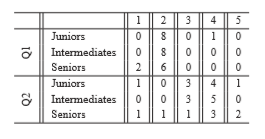 1 2 3 4 5
Q1
Juniors 0 8 0 1 0
Intermediates 0 8 0 0 0
Seniors 2 6 0 0 0
Q2
Juniors 1 0 3 4 1
Intermediates 0 0 3 5 0
Seniors 1 1 1 3 2